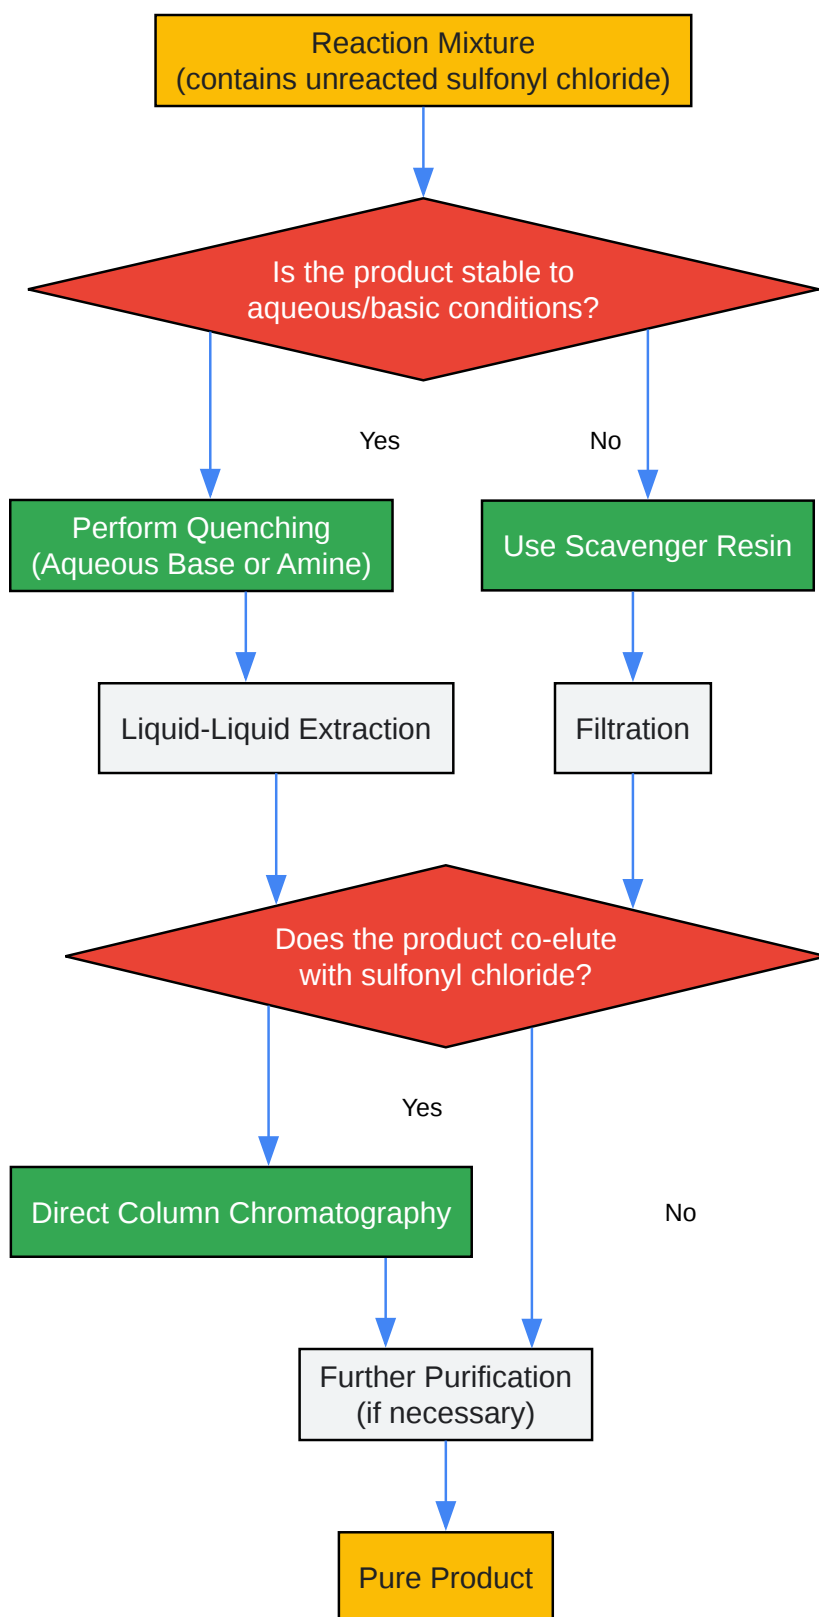 Reaction Mixture
(contains unreacted sulfonyl chloride)
Is the product stable to
aqueous/basic conditions?
Yes
No
Perform Quenching
(Aqueous Base or Amine)
Use Scavenger Resin
Liquid-Liquid Extraction
Filtration
Does the product co-elute
with sulfonyl chloride?
Yes
Direct Column Chromatography
No
Further Purification
(if necessary)
Pure Product